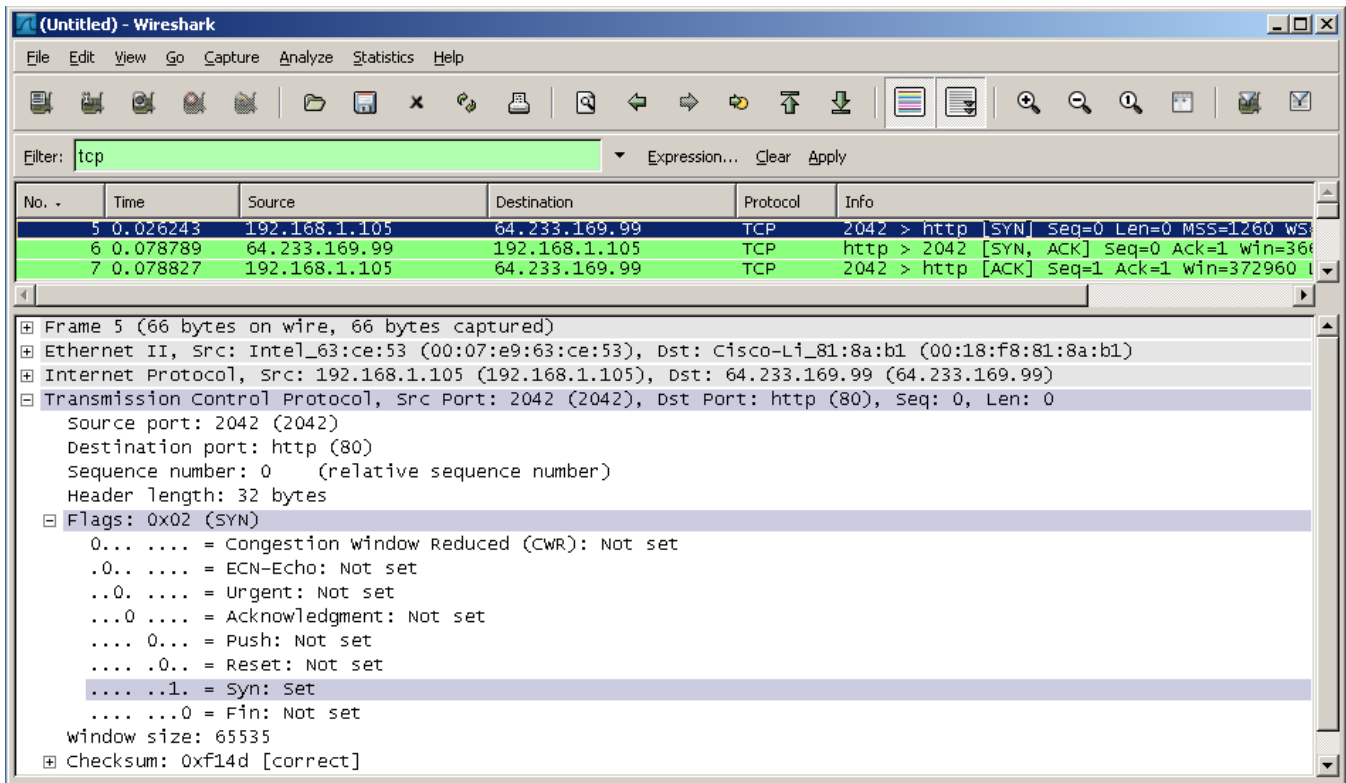 (Untitled) - Wireshark
File Edit View Go Capture Analyze Statistics Help
Filter: tcp Expression... Clear Apply
No. Time Source Destination Protocol Info
5 0.026243 192.168.1.105 64.233.169.99 TCP 2042 > http [SYN] Seq=0 Len=0 MSS=1260
6 0.078789 64.233.169.99 192.168.1.105 TCP http > 2042 [SYN, ACK] Seq=0 Ack=1
7 0.078827 192.168.1.105 64.233.169.99 TCP 2042 > http [ACK] Seq=1 Ack=1 Win=372960
Frame 5 (66 bytes on wire, 66 bytes captured)
Ethernet II, Src: Intel_63:ce:53 (00:07:e9:63:ce:53), Dst: Cisco-Li_81:8a:b1 (00:18:f8:81:8a:b1)
Internet Protocol, Src: 192.168.1.105 (192.168.1.105), Dst: 64.233.169.99 (64.233.169.99)
Transmission Control Protocol, Src Port: 2042 (2042), Dst Port: http (80), Seq: 0, Len: 0
Source port: 2042 (2042)
Destination port: http (80)
Sequence number: 0 (relative sequence number)
Header length: 32 bytes
Flags: 0x02 (SYN)
0... .... = Congestion Window Reduced (CWR): Not set
.0.. .... = ECN-Echo: Not set
..0. .... = Urgent: Not set
...0 .... = Acknowledgment: Not set
.... 0... = Push: Not set
.... .0.. = Reset: Not set
.... ..1. = Syn: Set
.... ...0 = Fin: Not set
Window size: 65535
Checksum: 0xf14d [correct]